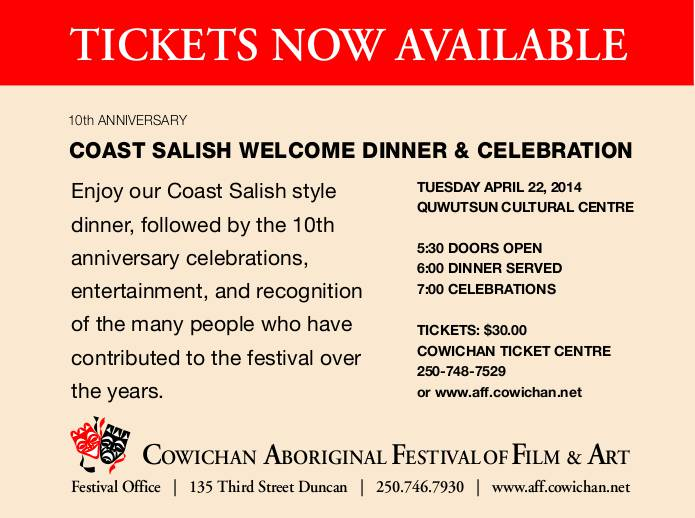 TICKETS NOW AVAILABLE
10th ANNIVERSARY
COAST SALISH WELCOME DINNER & CELEBRATION
Enjoy our Coast Salish style
dinner, followed by the 10th
anniversary celebrations,
entertainment, and recognition
of the many people who have
contributed to the festival over
the years.
TUESDAY APRIL 22, 2014
QUWUTSUN CULTURAL CENTRE
5:30 DOORS OPEN
6:00 DINNER SERVED
7:00 CELEBRATIONS
TICKETS: $30.00
COWICHAN TICKET CENTRE
250-748-7529
or www.aff.cowichan.net
COWICHAN ABORIGINAL FESTIVAL OF FILM & ART
Festival Office | 135 Third Street Duncan | 250.746.7930 | www.aff.cowichan.net